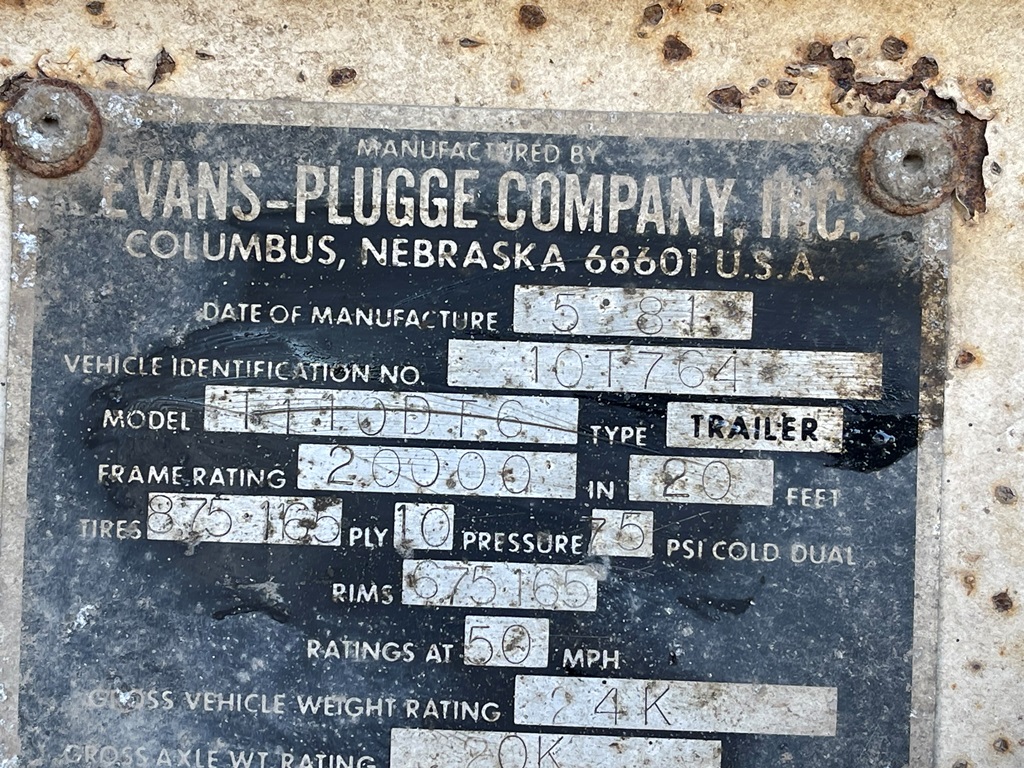 MANUFACTURED BY
EVANS-PLUGGE COMPANY, INC.
COLUMBUS, NEBRASKA 68601 U.S.A.
DATE OF MANUFACTURE 5 81
VEHICLE IDENTIFICATION NO. 10T764
MODEL TYPE TRAILER
FRAME RATING 20000 IN 20 FEET
TIRES 875 165 PLY 10 PRESSURE 75 PSI COLD DUAL
RIMS 675165
RATINGS AT 50 MPH
GROSS VEHICLE WEIGHT RATING 24K
GROSS AXLE WT RATING 20K